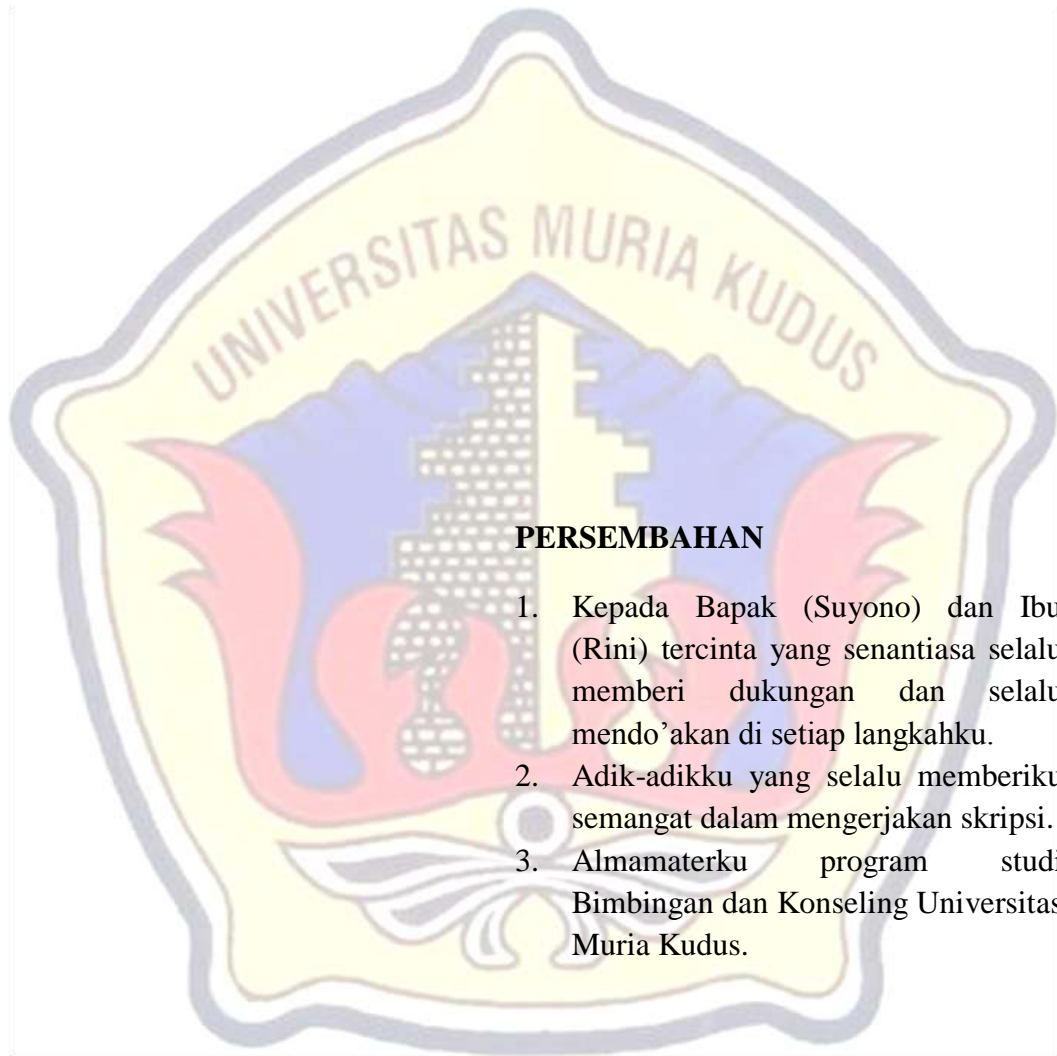 UNIVERSITAS MURIA KUDUS
PERSEMBAHAN
1. Kepada Bapak (Suyono) dan Ibu
(Rini) tercinta yang senantiasa selalu
memberi dukungan dan selalu
mendo’akan di setiap langkahku.
2. Adik-adikku yang selalu memberiku
semangat dalam mengerjakan skripsi.
3. Almamaterku program studi
Bimbingan dan Konseling Universitas
Muria Kudus.